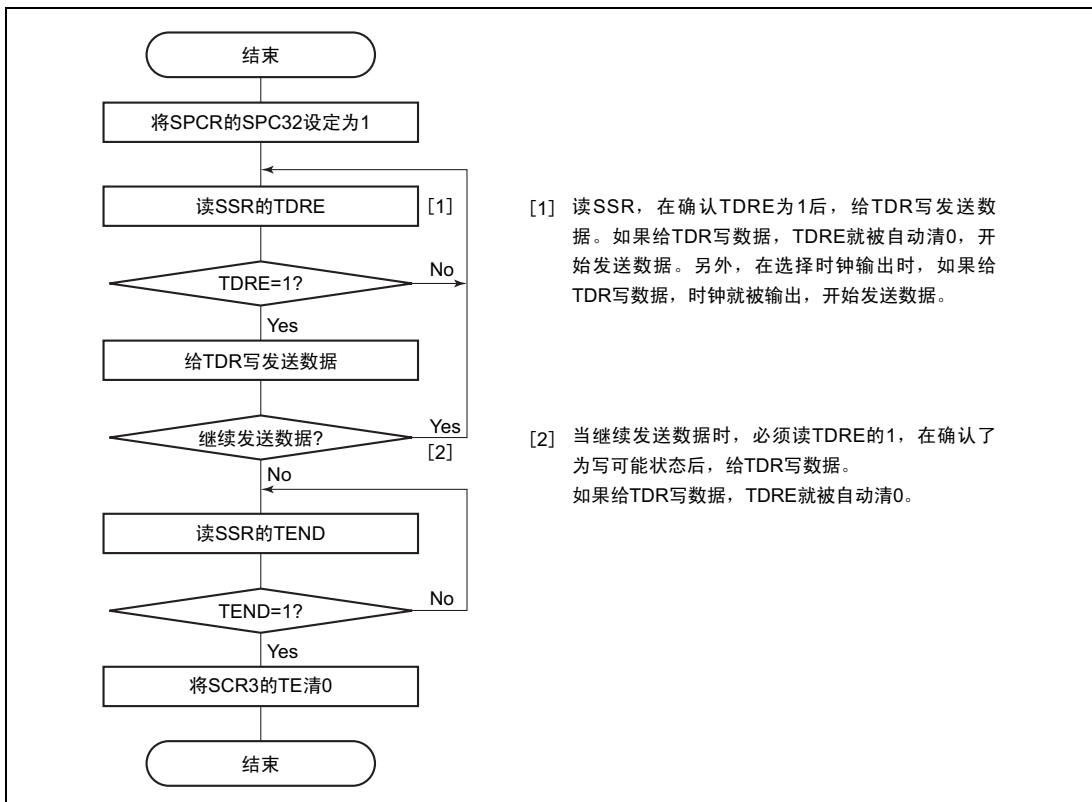 结束
将SPCR的SPC32设定为1
读SSR的TDRE
[1]
TDRE=1?
No
Yes
给TDR写发送数据
继续发送数据?
Yes
[2]
No
读SSR的TEND
TEND=1?
No
Yes
将SCR3的TE清0
结束
[1] 读SSR，在确认TDRE为1后，给TDR写发送数
据。如果给TDR写数据，TDRE就被自动清0，开
始发送数据。另外，在选择时钟输出时，如果给
TDR写数据，时钟就被输出，开始发送数据。
[2] 当继续发送数据时，必须读TDRE的1，在确认了
为写可能状态后，给TDR写数据。
如果给TDR写数据，TDRE就被自动清0。